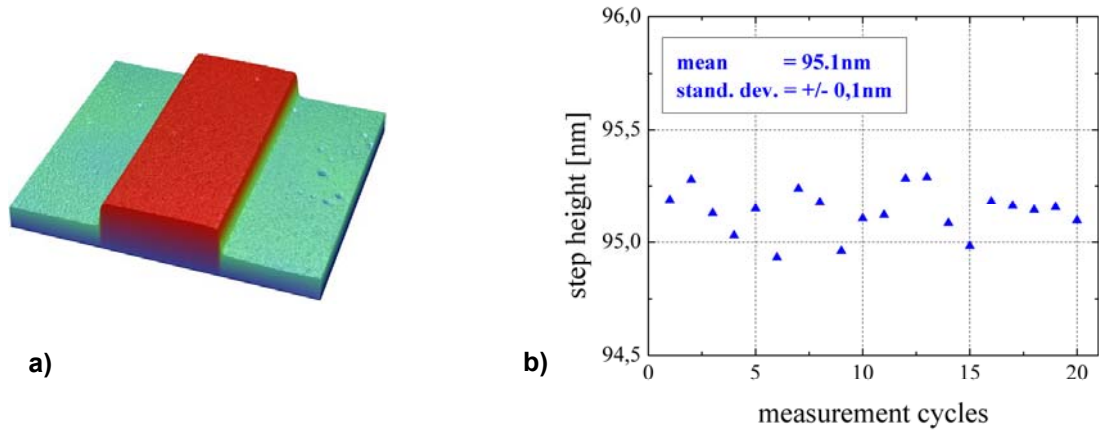 a)
b)
96,0
95,5
95,0
94,5
step height [nm]
mean = 95.1nm
stand. dev. = +/- 0,1nm
0 5 10 15 20
measurement cycles